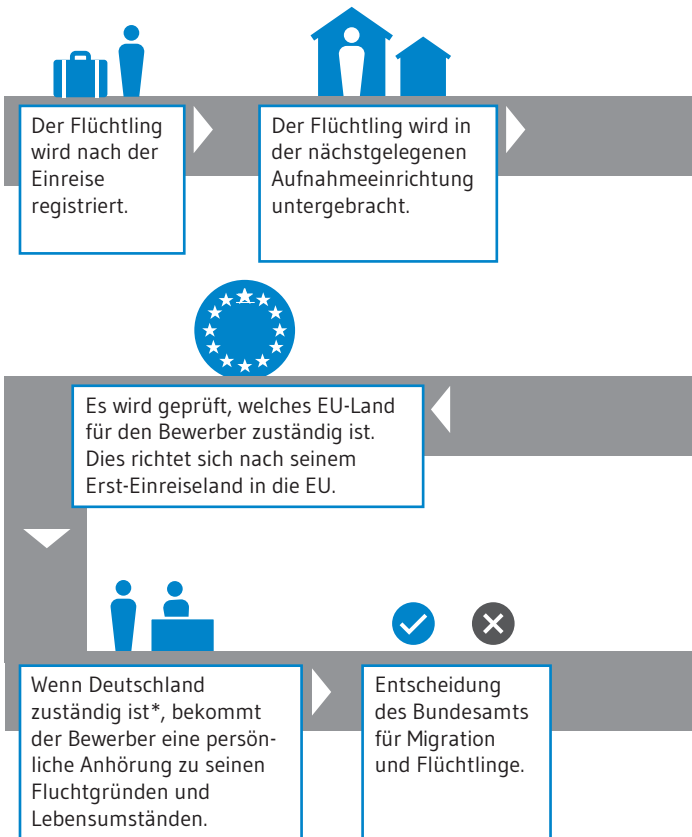 Der Flüchtling
wird nach der
Einreise
registriert.
Der Flüchtling wird in
der nächstgelegenen
Aufnahmeeinrichtung
untergebracht.
Es wird geprüft, welches EU-Land
für den Bewerber zuständig ist.
Dies richtet sich nach seinem
Erst-Einreiseland in die EU.
Wenn Deutschland
zuständig ist*, bekommt
der Bewerber eine persön-
liche Anhörung zu seinen
Fluchtgründen und
Lebensumständen.
Entscheidung
des Bundesamts
für Migration
und Flüchtlinge.